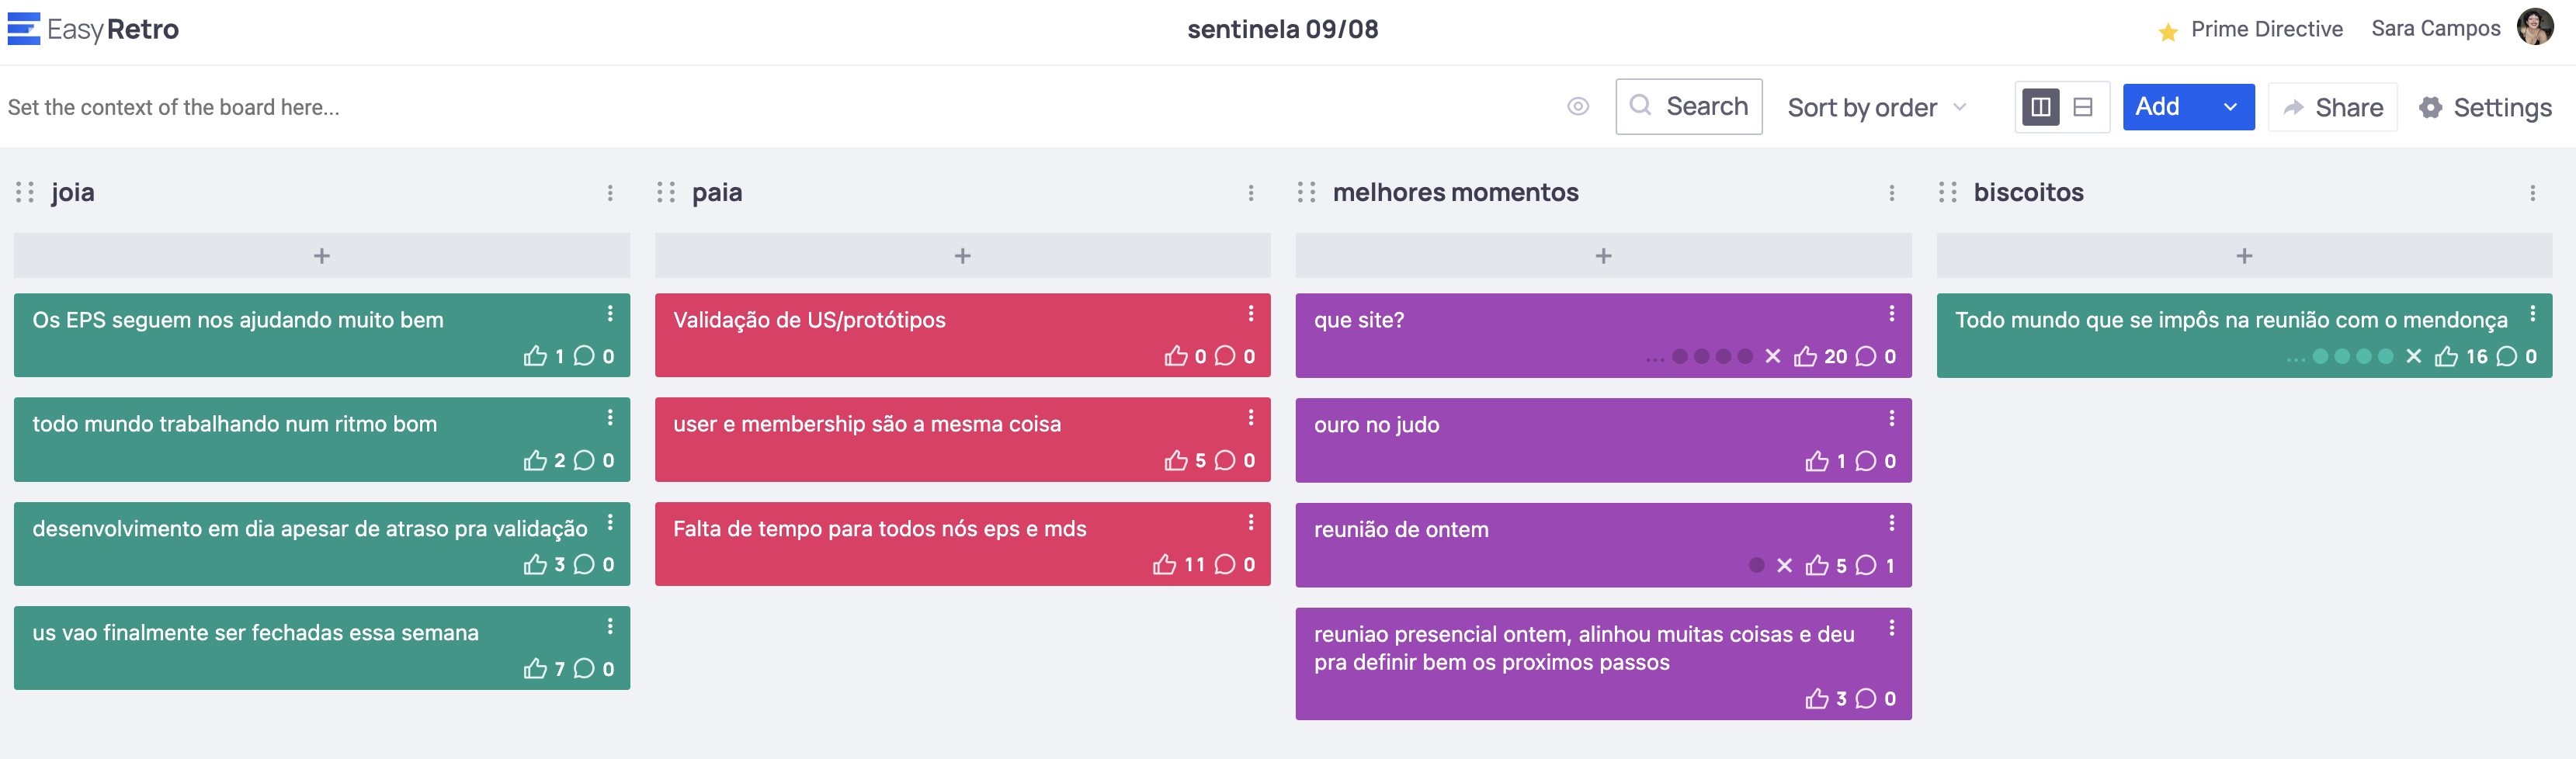 EasyRetro
sentinela 09/08
Prime Directive
Sara Campos
Set the context of the board here...
Search
Sort by order
Add
Share
Settings
joia
+
Os EPS seguem nos ajudando muito bem
1 0
todo mundo trabalhando num ritmo bom
2 0
desenvolvimento em dia apesar de atraso pra validação
3 0
us vao finalmente ser fechadas essa semana
7 0
paia
+
Validação de US/protótipos
0 0
user e membership são a mesma coisa
5 0
Falta de tempo para todos nós eps e mds
11 0
melhores momentos
+
que site?
... 20 0
ouro no judo
1 0
reunião de ontem
5 1
reuniao presencial ontem, alinhou muitas coisas e deu
pra definir bem os proximos passos
3 0
biscoitos
+
Todo mundo que se impôs na reunião com o mendonça
... 16 0